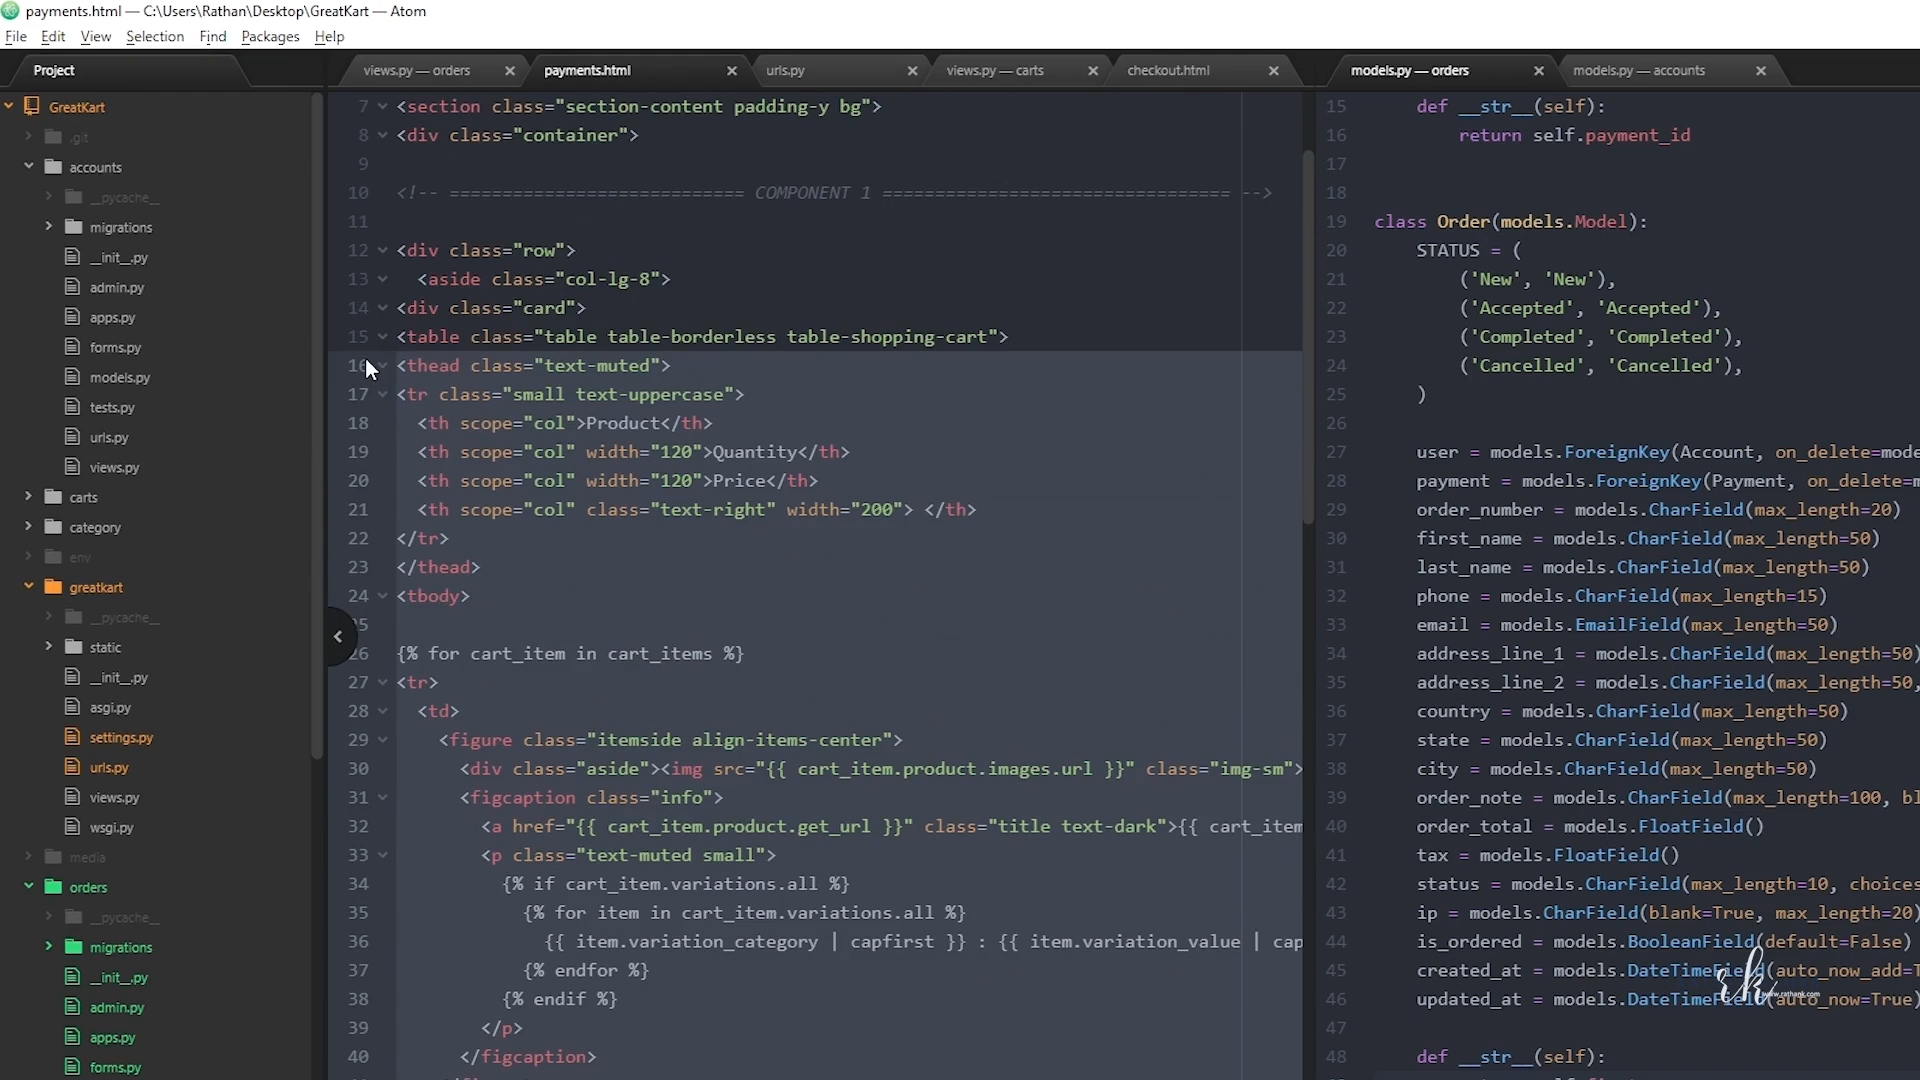 payments.html — C:\Users\Rathan\Desktop\GreatKart — Atom
File Edit View Selection Find Packages Help
Project
GreatKart
.git
accounts
__pycache__
migrations
__init__.py
admin.py
apps.py
forms.py
models.py
tests.py
urls.py
views.py
carts
category
env
greatkart
__pycache__
static
__init__.py
asgi.py
settings.py
urls.py
views.py
wsgi.py
media
orders
__pycache__
migrations
__init__.py
admin.py
apps.py
forms.py
views.py — orders payments.html urls.py views.py — carts checkout.html
7 <section class="section-content padding-y bg">
8 <div class="container">
9
10 <!-- ============================ COMPONENT 1 ================================= -->
11
12 <div class="row">
13 <aside class="col-lg-8">
14 <div class="card">
15 <table class="table table-borderless table-shopping-cart">
16 <thead class="text-muted">
17 <tr class="small text-uppercase">
18 <th scope="col">Product</th>
19 <th scope="col" width="120">Quantity</th>
20 <th scope="col" width="120">Price</th>
21 <th scope="col" class="text-right" width="200"> </th>
22 </tr>
23 </thead>
24 <tbody>
25
26 {% for cart_item in cart_items %}
27 <tr>
28 <td>
29 <figure class="itemside align-items-center">
30 <div class="aside"><img src="{{ cart_item.product.images.url }}" class="img-sm">
31 <figcaption class="info">
32 <a href="{{ cart_item.product.get_url }}" class="title text-dark">{{ cart_item
33 <p class="text-muted small">
34 {% if cart_item.variations.all %}
35 {% for item in cart_item.variations.all %}
36 {{ item.variation_category | capfirst }} : {{ item.variation_value | cap
37 {% endfor %}
38 {% endif %}
39 </p>
40 </figcaption>
models.py — orders models.py — accounts
15 def __str__(self):
16 return self.payment_id
17
18
19 class Order(models.Model):
20 STATUS = (
21 ('New', 'New'),
22 ('Accepted', 'Accepted'),
23 ('Completed', 'Completed'),
24 ('Cancelled', 'Cancelled'),
25 )
26
27 user = models.ForeignKey(Account, on_delete=mode
28 payment = models.ForeignKey(Payment, on_delete=m
29 order_number = models.CharField(max_length=20)
30 first_name = models.CharField(max_length=50)
31 last_name = models.CharField(max_length=50)
32 phone = models.CharField(max_length=15)
33 email = models.EmailField(max_length=50)
34 address_line_1 = models.CharField(max_length=50)
35 address_line_2 = models.CharField(max_length=50,
36 country = models.CharField(max_length=50)
37 state = models.CharField(max_length=50)
38 city = models.CharField(max_length=50)
39 order_note = models.CharField(max_length=100, bl
40 order_total = models.FloatField()
41 tax = models.FloatField()
42 status = models.CharField(max_length=10, choices
43 ip = models.CharField(blank=True, max_length=20)
44 is_ordered = models.BooleanField(default=False)
45 created_at = models.DateTimeField(auto_now_add=T
46 updated_at = models.DateTimeField(auto_now=True)
47
48 def __str__(self):
rk
www.rathank.com